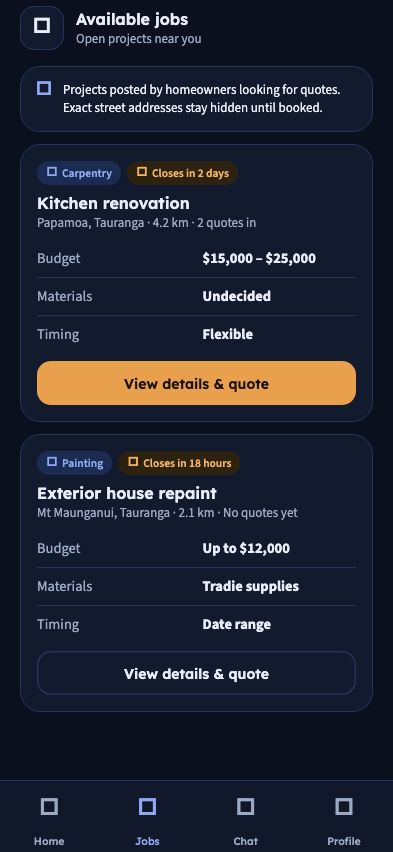 Available jobs
Open projects near you
Projects posted by homeowners looking for quotes.
Exact street addresses stay hidden until booked.
Carpentry
Closes in 2 days
Kitchen renovation
Papamoa, Tauranga · 4.2 km · 2 quotes in
Budget $15,000 – $25,000
Materials Undecided
Timing Flexible
View details & quote
Painting
Closes in 18 hours
Exterior house repaint
Mt Maunganui, Tauranga · 2.1 km · No quotes yet
Budget Up to $12,000
Materials Tradie supplies
Timing Date range
View details & quote
Home Jobs Chat Profile